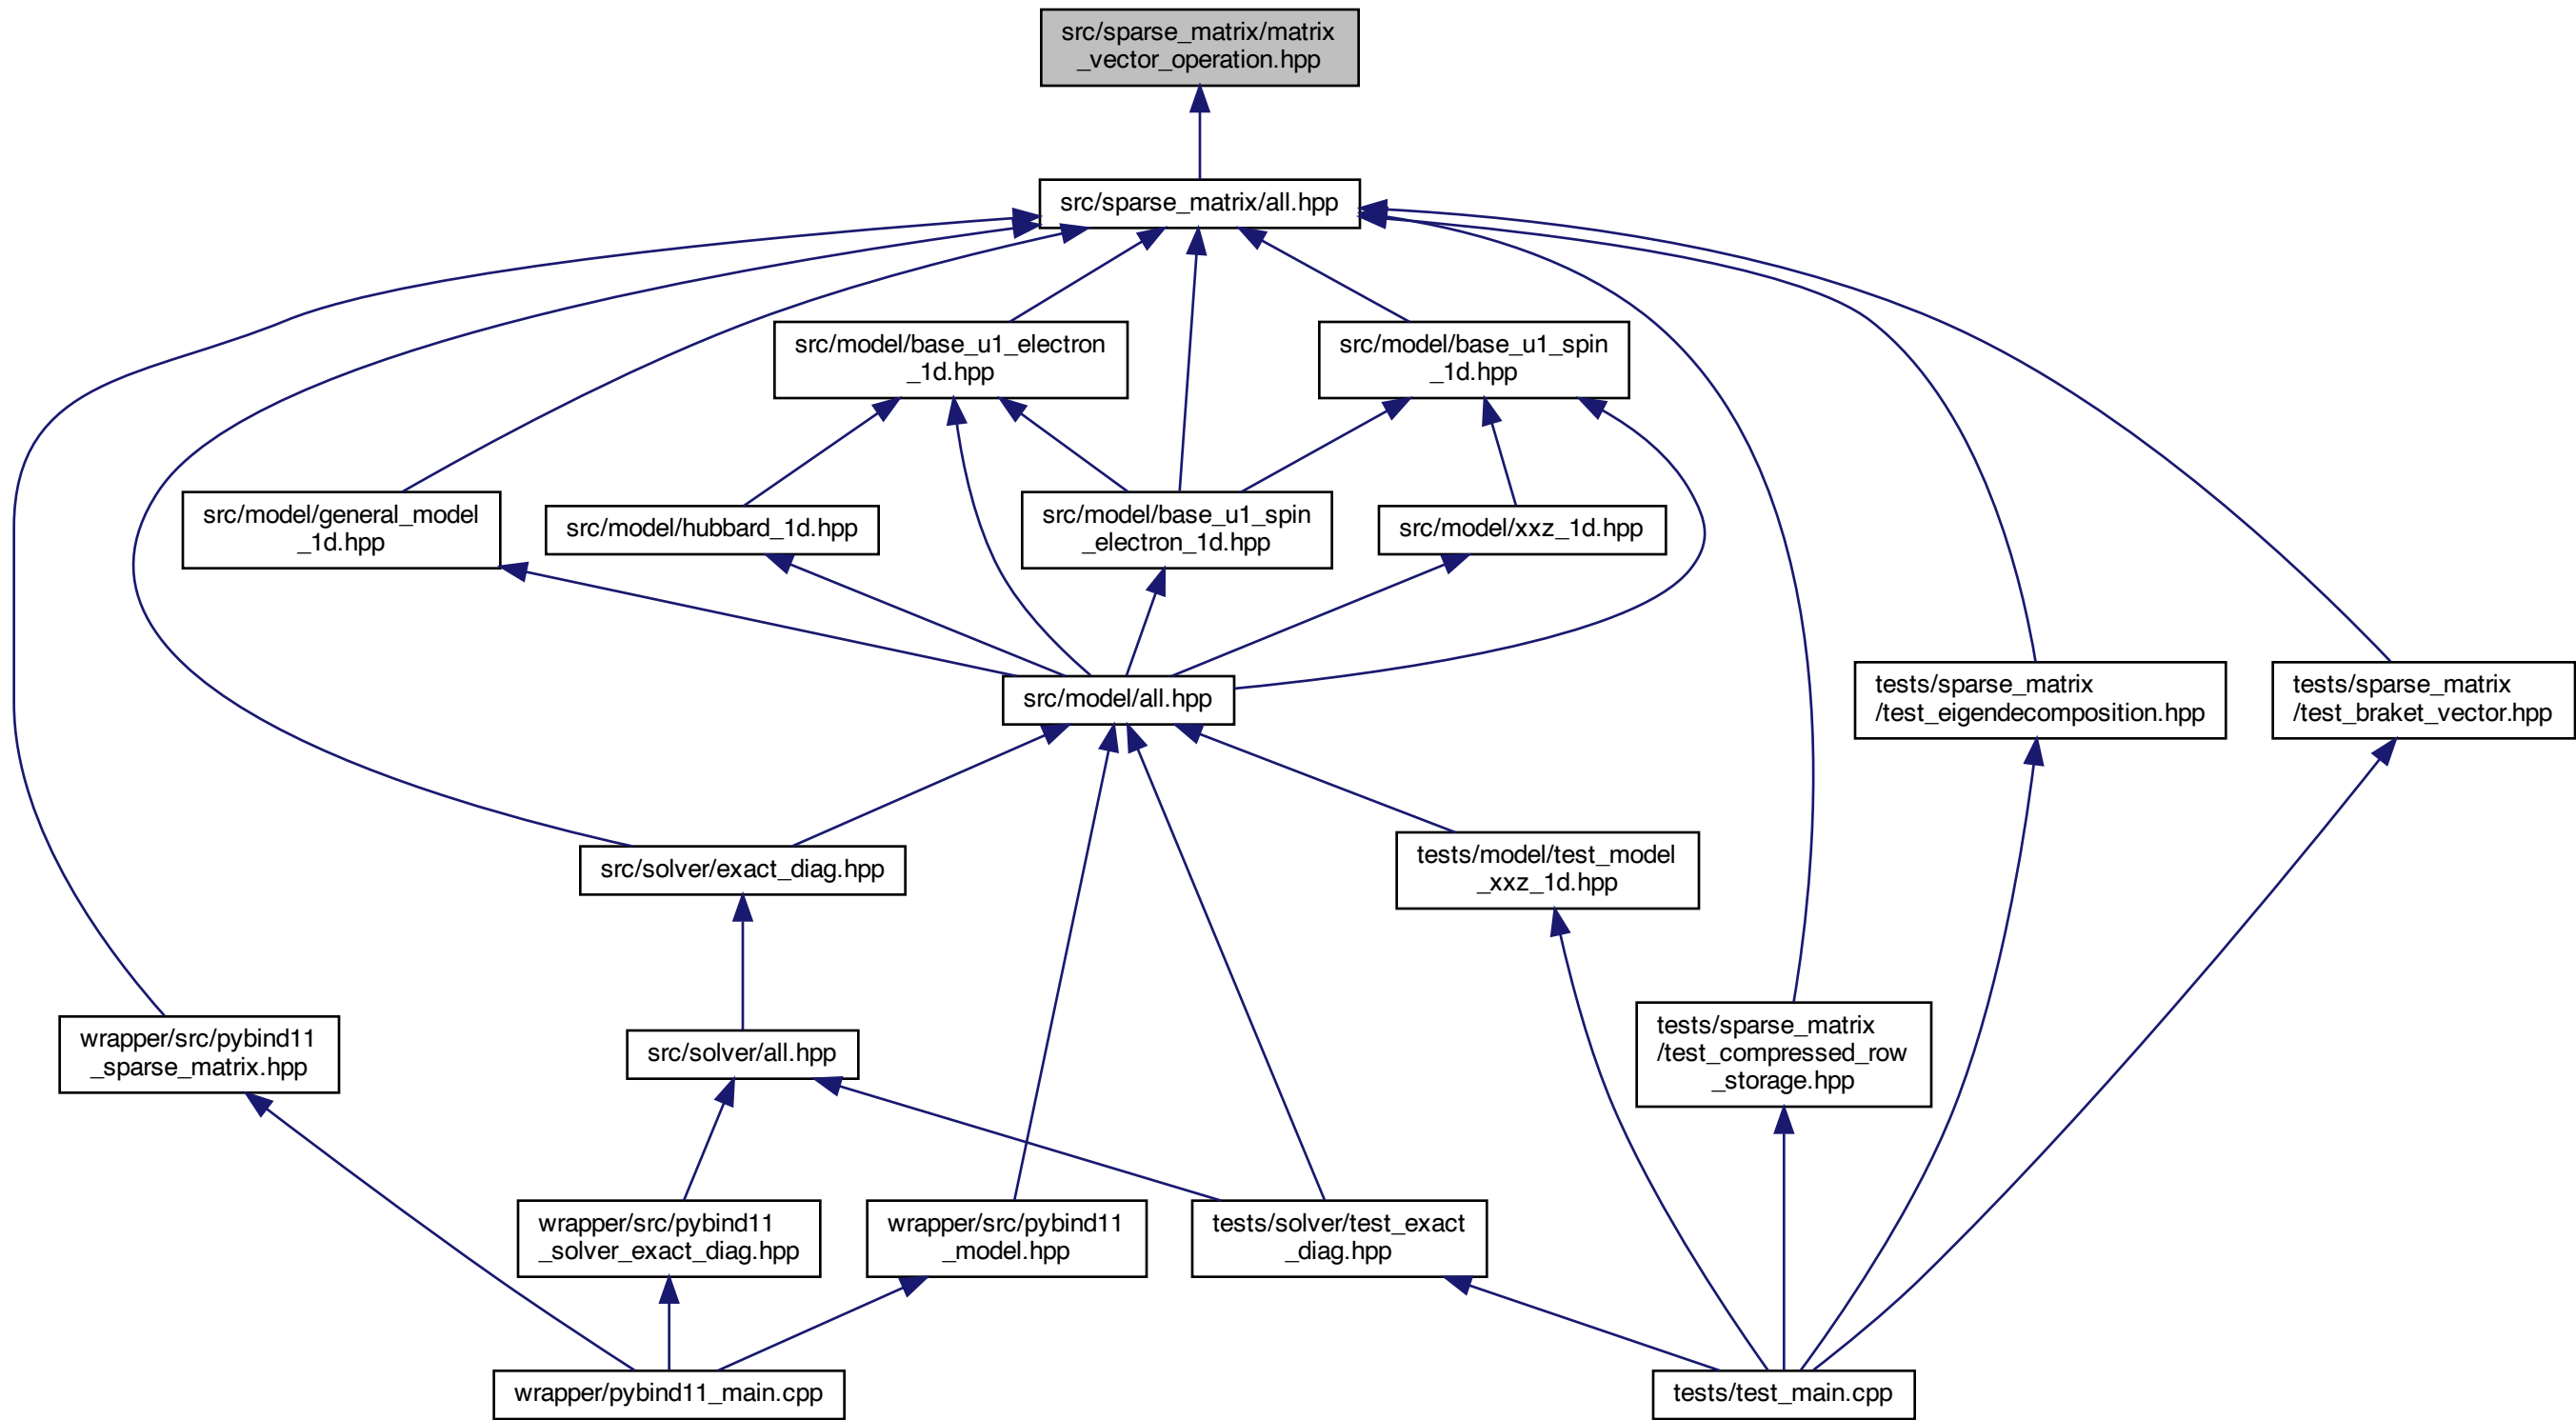 src/sparse_matrix/matrix
_vector_operation.hpp
src/sparse_matrix/all.hpp
src/model/base_u1_electron
_1d.hpp
src/model/base_u1_spin
_1d.hpp
src/model/general_model
_1d.hpp
src/model/hubbard_1d.hpp
src/model/base_u1_spin
_electron_1d.hpp
src/model/xxz_1d.hpp
src/model/all.hpp
tests/sparse_matrix
/test_eigendecomposition.hpp
tests/sparse_matrix
/test_braket_vector.hpp
src/solver/exact_diag.hpp
tests/model/test_model
_xxz_1d.hpp
wrapper/src/pybind11
_sparse_matrix.hpp
src/solver/all.hpp
tests/sparse_matrix
/test_compressed_row
_storage.hpp
wrapper/src/pybind11
_solver_exact_diag.hpp
wrapper/src/pybind11
_model.hpp
tests/solver/test_exact
_diag.hpp
wrapper/pybind11_main.cpp
tests/test_main.cpp